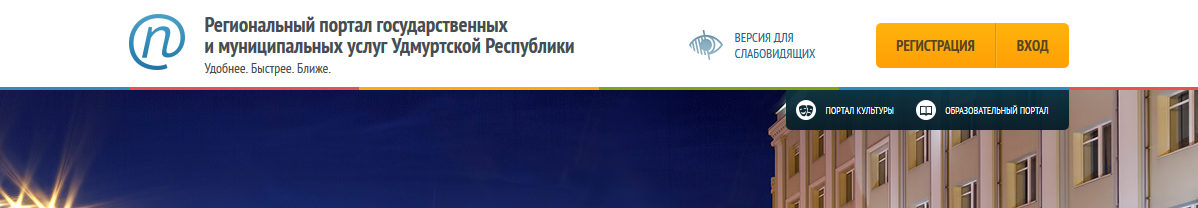 Региональный портал государственных
и муниципальных услуг Удмуртской Республики
Удобнее. Быстрее. Ближе.
ВЕРСИЯ ДЛЯ
СЛАБОВИДЯЩИХ
РЕГИСТРАЦИЯ
ВХОД
ПОРТАЛ КУЛЬТУРЫ
ОБРАЗОВАТЕЛЬНЫЙ ПОРТАЛ